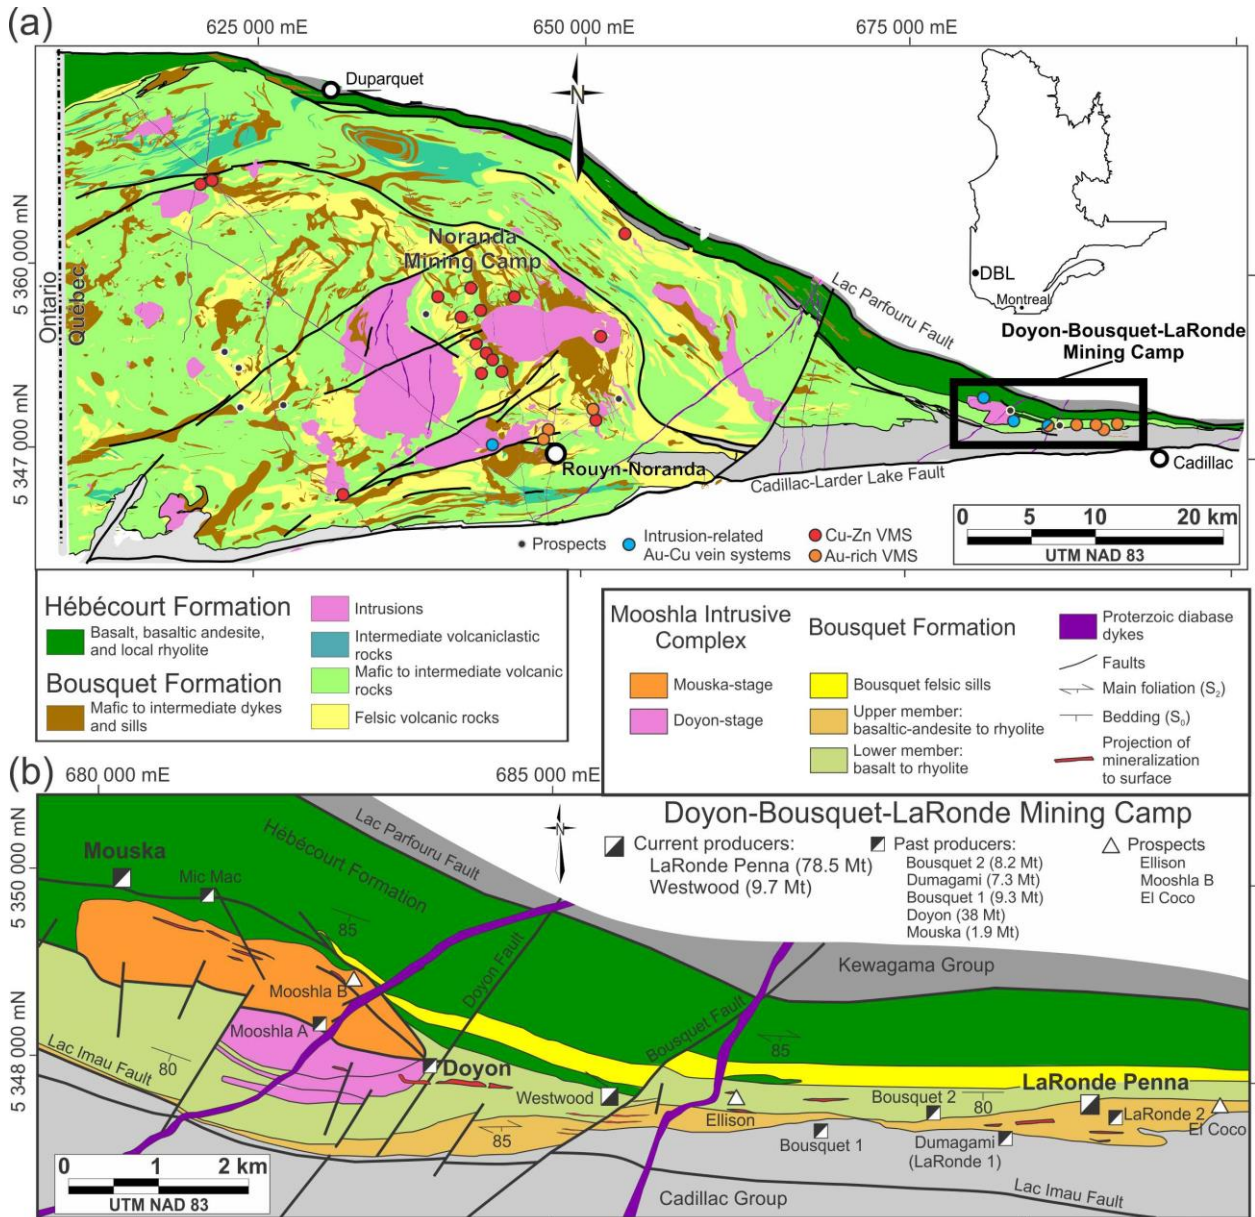 (a)
625 000 mE
650 000 mE
675 000 mE
Duparquet
N
Noranda
Mining Camp
5 360 000 mN
Ontario
Québec
Lac Parfouru Fault
DBL
Montreal
Doyon-Bousquet-LaRonde
Mining Camp
5 347 000 mN
Rouyn-Noranda
Cadillac-Larder Lake Fault
Cadillac
Prospects
Intrusion-related
Au-Cu vein systems
Cu-Zn VMS
Au-rich VMS
0 5 10 20 km
UTM NAD 83
Hébécourt Formation
Basalt, basaltic andesite,
and local rhyolite
Bousquet Formation
Mafic to intermediate dykes
and sills
Intrusions
Intermediate volcaniclastic
rocks
Mafic to intermediate volcanic
rocks
Felsic volcanic rocks
Mooshla Intrusive
Complex
Mouska-stage
Doyon-stage
Bousquet Formation
Bousquet felsic sills
Upper member:
basaltic-andesite to rhyolite
Lower member:
basalt to rhyolite
Proterzoic diabase
dykes
Faults
Main foliation (S2)
Bedding (S0)
Projection of
mineralization
to surface
(b)
680 000 mE
685 000 mE
Doyon-Bousquet-LaRonde Mining Camp
Current producers:
LaRonde Penna (78.5 Mt)
Westwood (9.7 Mt)
Past producers:
Bousquet 2 (8.2 Mt)
Dumagami (7.3 Mt)
Bousquet 1 (9.3 Mt)
Doyon (38 Mt)
Mouska (1.9 Mt)
Prospects
Ellison
Mooshla B
El Coco
N
5 350 000 mN
Mouska
Mic Mac
Hébécourt Formation
Lac Parfouru Fault
85
Kewagama Group
Mooshla B
Doyon Fault
Mooshla A
Bousquet Fault
85
5 348 000 mN
Lac Imau Fault
80
Doyon
Westwood
LaRonde Penna
Bousquet 2
80
LaRonde 2
Ellison
El Coco
85
Bousquet 1
Dumagami
(LaRonde 1)
0 1 2 km
UTM NAD 83
Cadillac Group
Lac Imau Fault